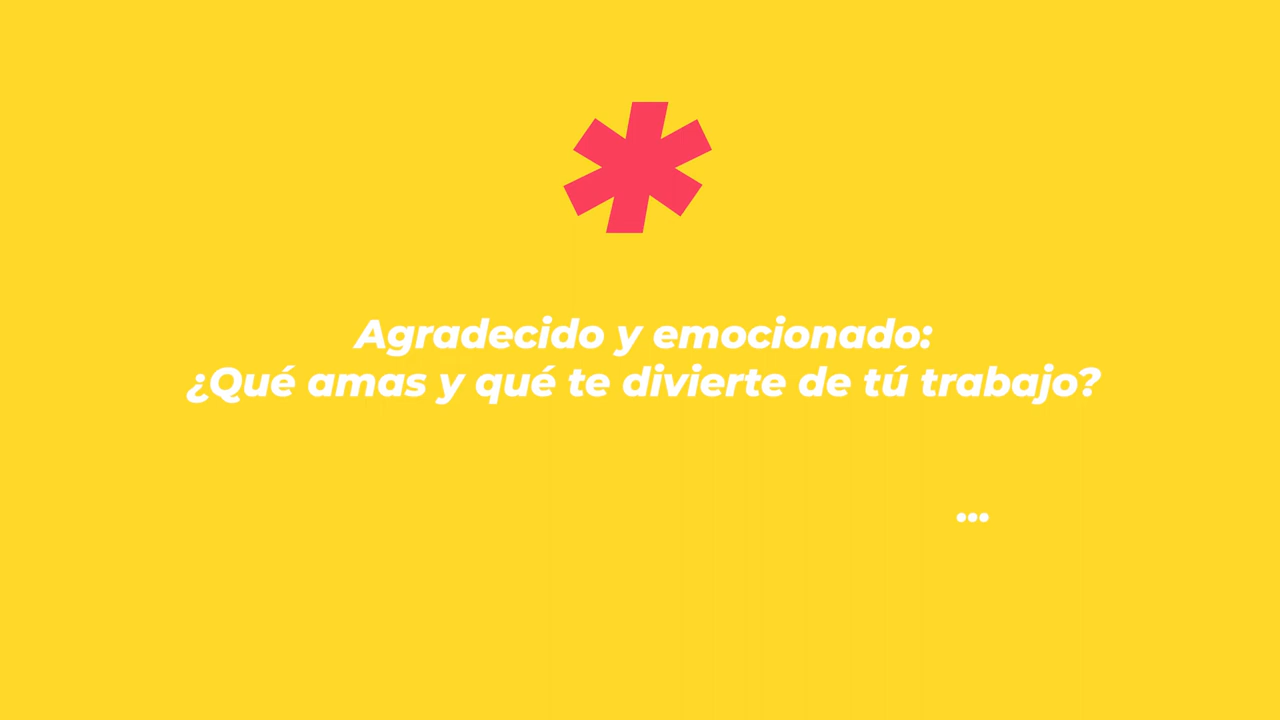 Agradecido y emocionado:
¿Qué amas y qué te divierte de tú trabajo?
...